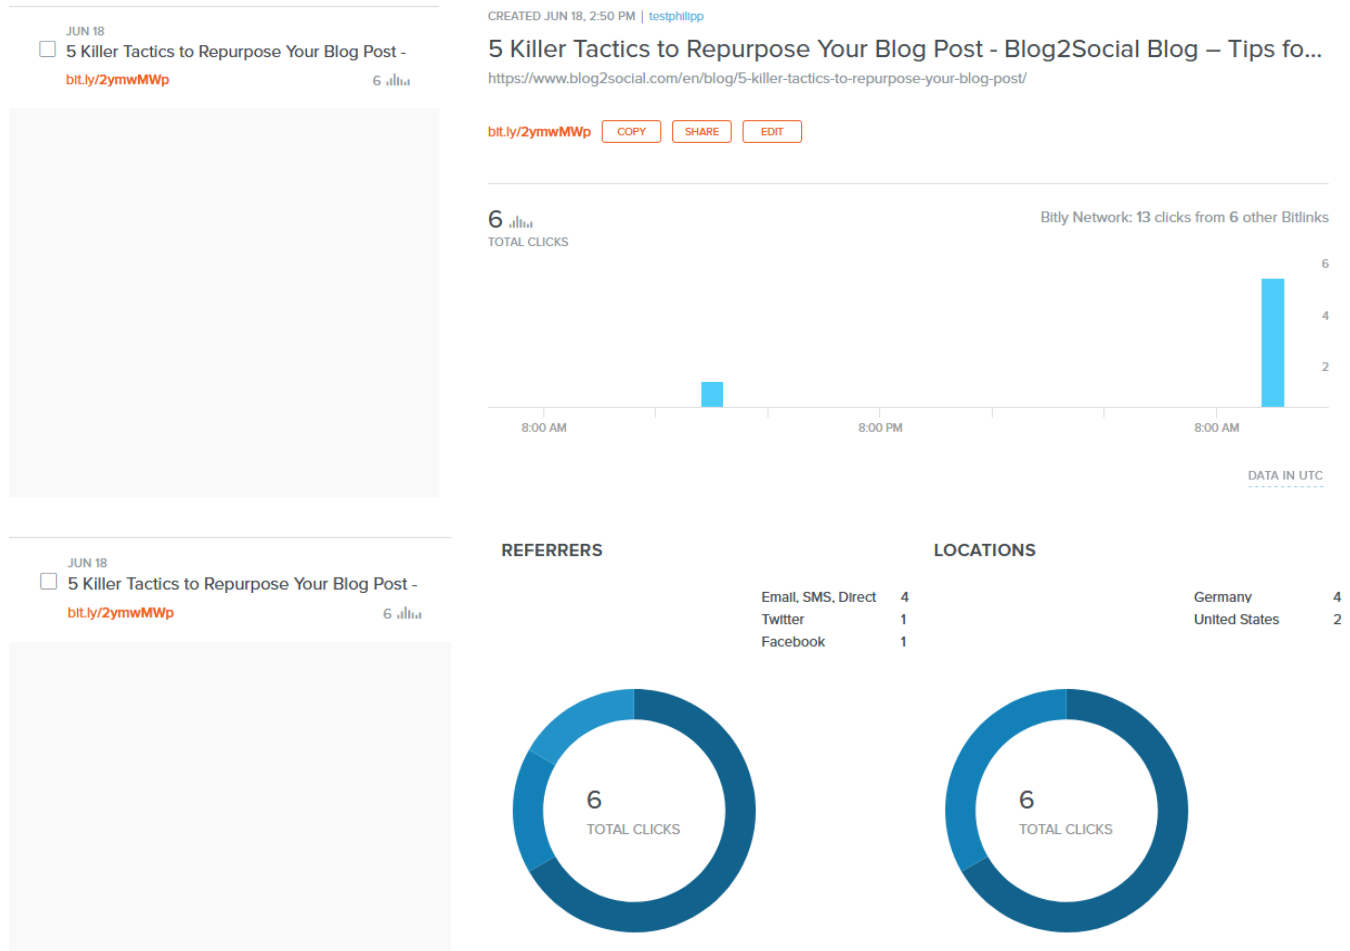 JUN 18
5 Killer Tactics to Repurpose Your Blog Post -
bit.ly/2ymwMWp 6
CREATED JUN 18, 2:50 PM | testphilipp
5 Killer Tactics to Repurpose Your Blog Post - Blog2Social Blog – Tips fo...
https://www.blog2social.com/en/blog/5-killer-tactics-to-repurpose-your-blog-post/
bit.ly/2ymwMWp COPY SHARE EDIT
6
TOTAL CLICKS
Bitly Network: 13 clicks from 6 other Bitlinks
6
4
2
8:00 AM 8:00 PM 8:00 AM
DATA IN UTC
JUN 18
5 Killer Tactics to Repurpose Your Blog Post -
bit.ly/2ymwMWp 6
REFERRERS
Email, SMS, Direct 4
Twitter 1
Facebook 1
6
TOTAL CLICKS
LOCATIONS
Germany 4
United States 2
6
TOTAL CLICKS